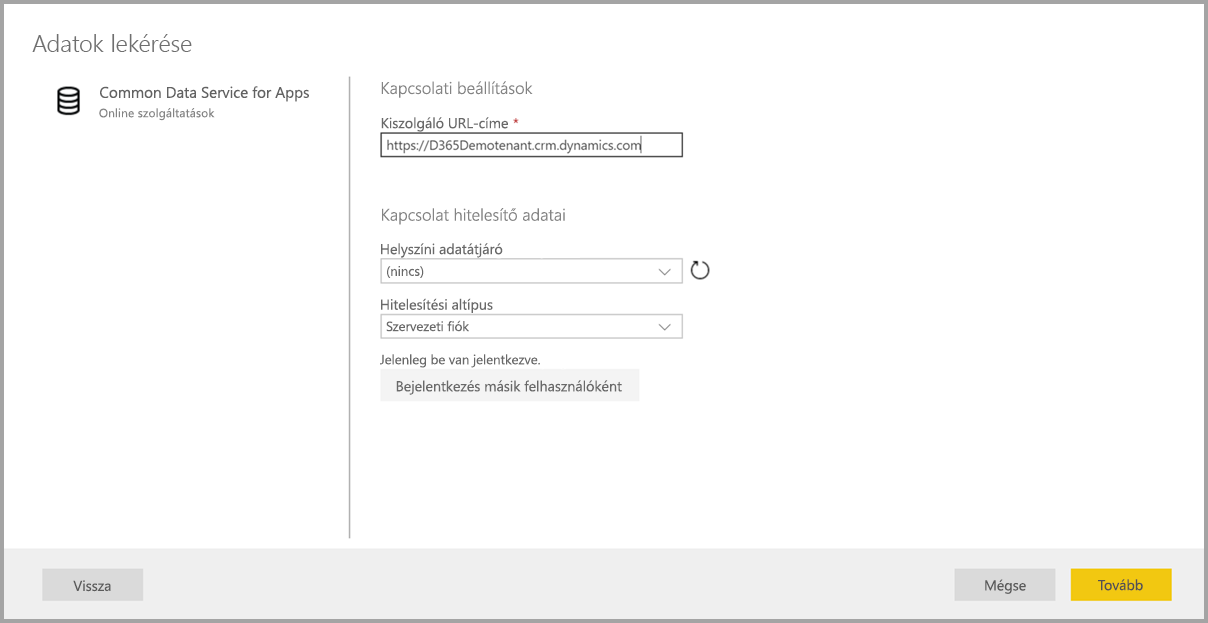 Adatok lekérése
Common Data Service for Apps
Online szolgáltatások
Kapcsolati beállítások
Kiszolgáló URL-címe *
https://D365Demotenant.crm.dynamics.com
Kapcsolat hitelesítő adatai
Helyszíni adatátjáró
(nincs)
Hitelesítési altípus
Szervezeti fiók
Jelenleg be van jelentkezve.
Bejelentkezés másik felhasználóként
Vissza
Mégse
Tovább